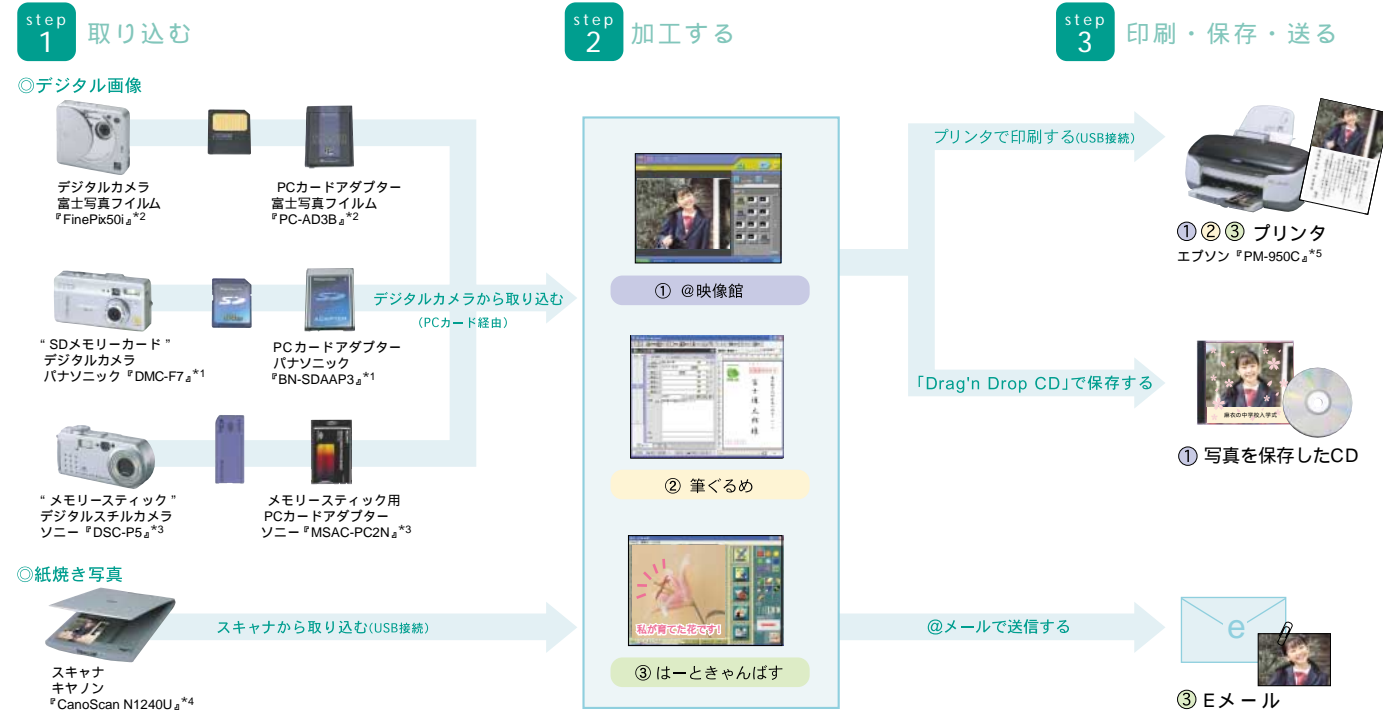 step
1
取り込む
step
2
加工する
step
3
印刷・保存・送る
◎デジタル画像
デジタルカメラ
富士写真フイルム
『FinePix50i』*2
PCカードアダプター
富士写真フイルム
『PC-AD3B』*2
“SDメモリーカード”
デジタルカメラ
パナソニック『DMC-F7』*1
PCカードアダプター
パナソニック
『BN-SDAAP3』*1
デジタルカメラから取り込む
(PCカード経由)
“メモリースティック”
デジタルスチルカメラ
ソニー『DSC-P5』*3
メモリースティック用
PCカードアダプター
ソニー『MSAC-PC2N』*3
◎紙焼き写真
スキャナから取り込む(USB接続)
スキャナ
キヤノン
『CanoScan N1240U』*4
① @映像館
② 筆ぐるめ
私が育てた花です!
③はーときゃんばす
プリンタで印刷する(USB接続)
①②③ プリンタ
エプソン『PM-950C』*5
「Drag'n Drop CD」で保存する
麻衣の中学校入学式
① 写真を保存したCD
@メールで送信する
e
③ Eメール